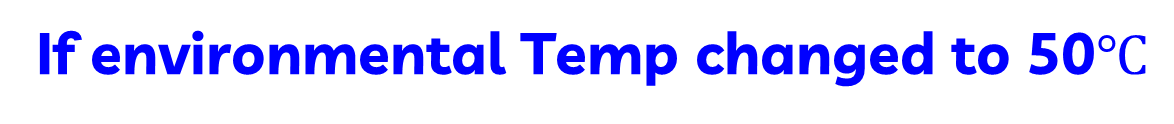 If environmental Temp changed to 50℃